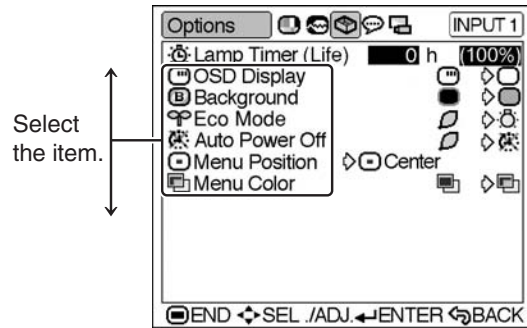 Options INPUT 1
Lamp Timer (Life) 0 h (100%)
OSD Display
B Background
Eco Mode
Auto Power Off
Menu Position Center
Menu Color
Select
the item.
END SEL ./ADJ. ENTER BACK